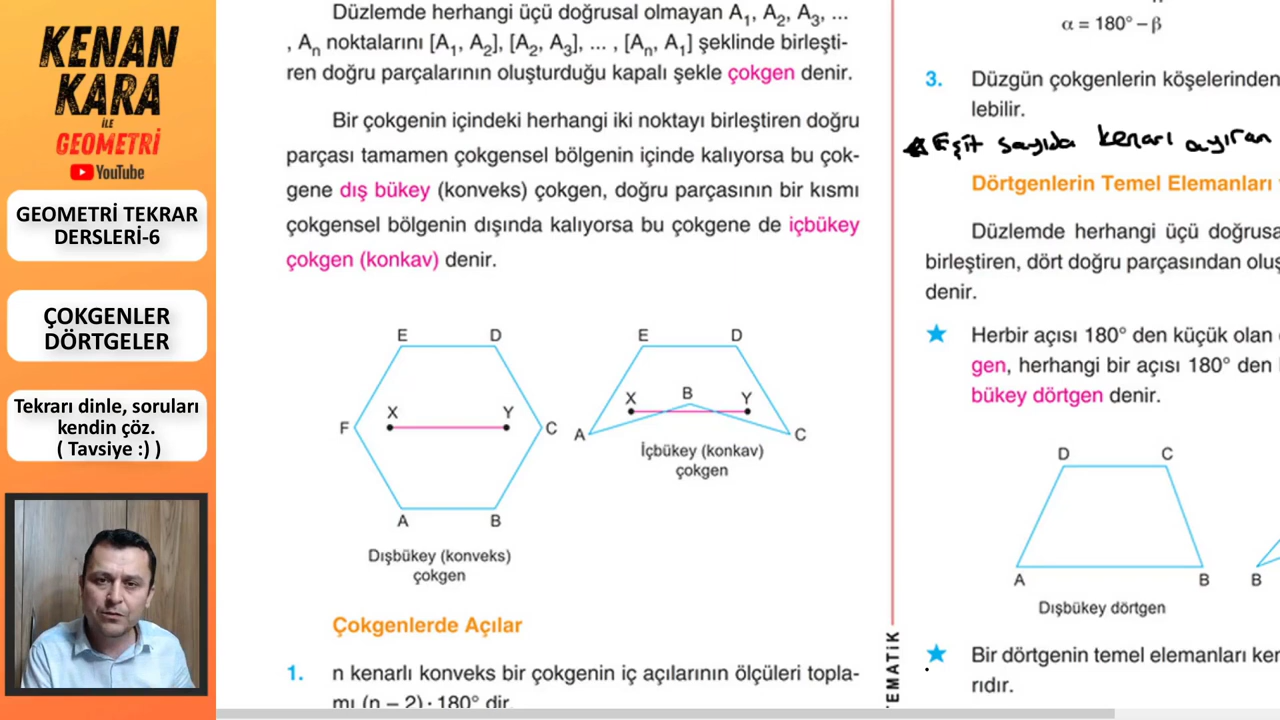 KENAN
KARA
İLE
GEOMETRİ
YouTube
GEOMETRİ TEKRAR
DERSLERİ-6
ÇOKGENLER
DÖRTGELER
Tekrarı dinle, soruları
kendin çöz.
( Tavsiye :) )
Düzlemde herhangi üçü doğrusal olmayan A₁, A₂, A₃, ...
, Aₙ noktalarını [A₁, A₂], [A₂, A₃], ... , [Aₙ, A₁] şeklinde birleşti-
ren doğru parçalarının oluşturduğu kapalı şekle çokgen denir.
Bir çokgenin içindeki herhangi iki noktayı birleştiren doğru
parçası tamamen çokgensel bölgenin içinde kalıyorsa bu çok-
gene dış bükey (konveks) çokgen, doğru parçasının bir kısmı
çokgensel bölgenin dışında kalıyorsa bu çokgene de içbükey
çokgen (konkav) denir.
E D
X Y
F C
A B
Dışbükey (konveks)
çokgen
E D
X B Y
A C
İçbükey (konkav)
çokgen
Çokgenlerde Açılar
1. n kenarlı konveks bir çokgenin iç açılarının ölçüleri topla-
mı (n – 2) · 180° dir.
EMATİK
α = 180° – β
3. Düzgün çokgenlerin köşelerinden
lebilir.
Eşit sayıda kenarı ayıran
Dörtgenlerin Temel Elemanları
Düzlemde herhangi üçü doğrusa
birleştiren, dört doğru parçasından oluş
denir.
★ Herbir açısı 180° den küçük olan
gen, herhangi bir açısı 180° den
bükey dörtgen denir.
D C
A B B
Dışbükey dörtgen
★ Bir dörtgenin temel elemanları ken
rıdır.